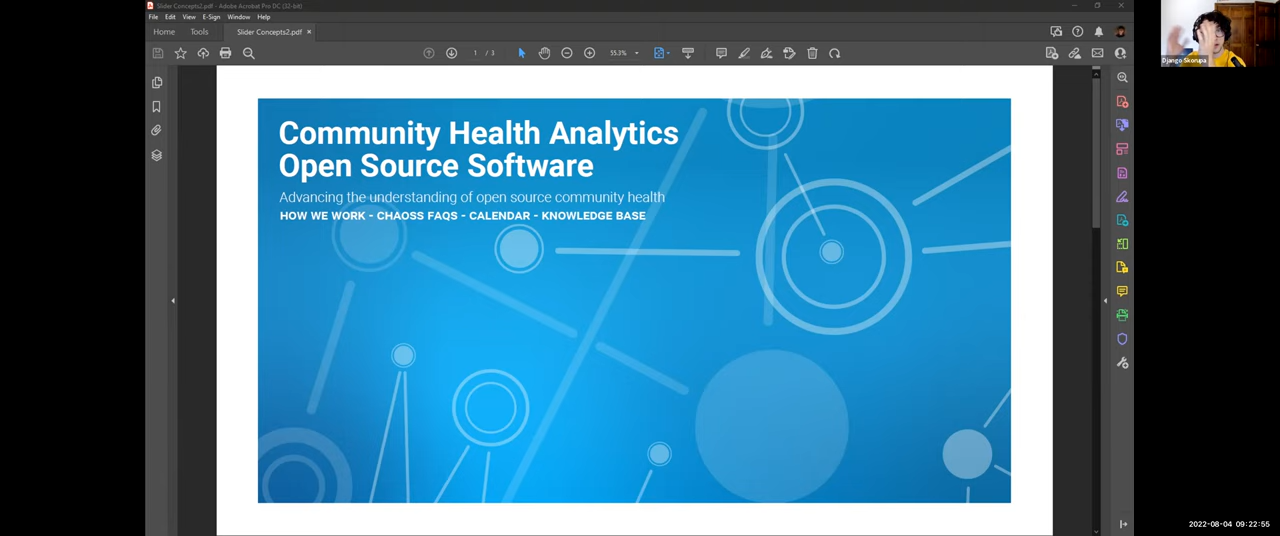 Slider Concepts2.pdf - Adobe Acrobat Pro DC (32-bit)
File Edit View E-Sign Window Help
Home Tools Slider Concepts2.pdf ×
1 / 3 55.3%
Community Health Analytics
Open Source Software
Advancing the understanding of open source community health
HOW WE WORK - CHAOSS FAQS - CALENDAR - KNOWLEDGE BASE
Django Skorupa
2022-08-04 09:22:55